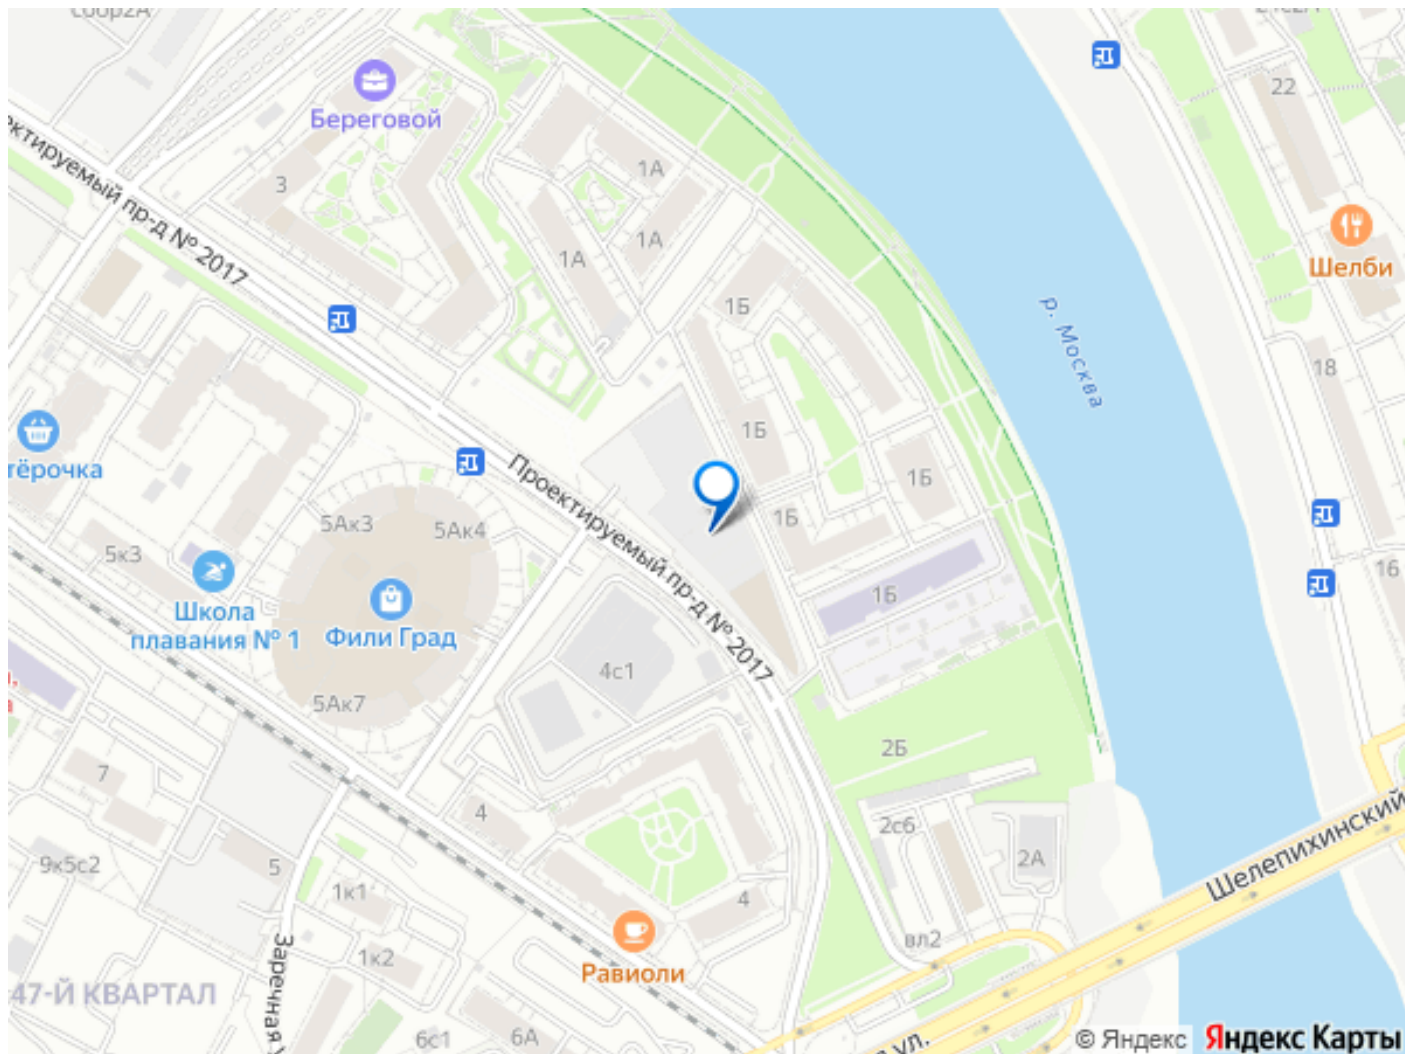 22
Береговой
1А
3
ектируемый пр-д № 2017
1А
1А
Шелби
1Б
р. Москва
18
1Б
тёрочка
Проектируемый пр-д № 2017
1Б
5Ак3
5Ак4
1Б
5к3
16
1Б
Школа
плавания № 1
Фили Град
4с1
5Ак7
2Б
7
4
2с6
Шелепихинский
2А
9к5с2
5
1к1
4
вл2
Заречная
1к2
Равиоли
47-Й КВАРТАЛ
6с1
6А
ул.
© Яндекс
Яндекс Карты